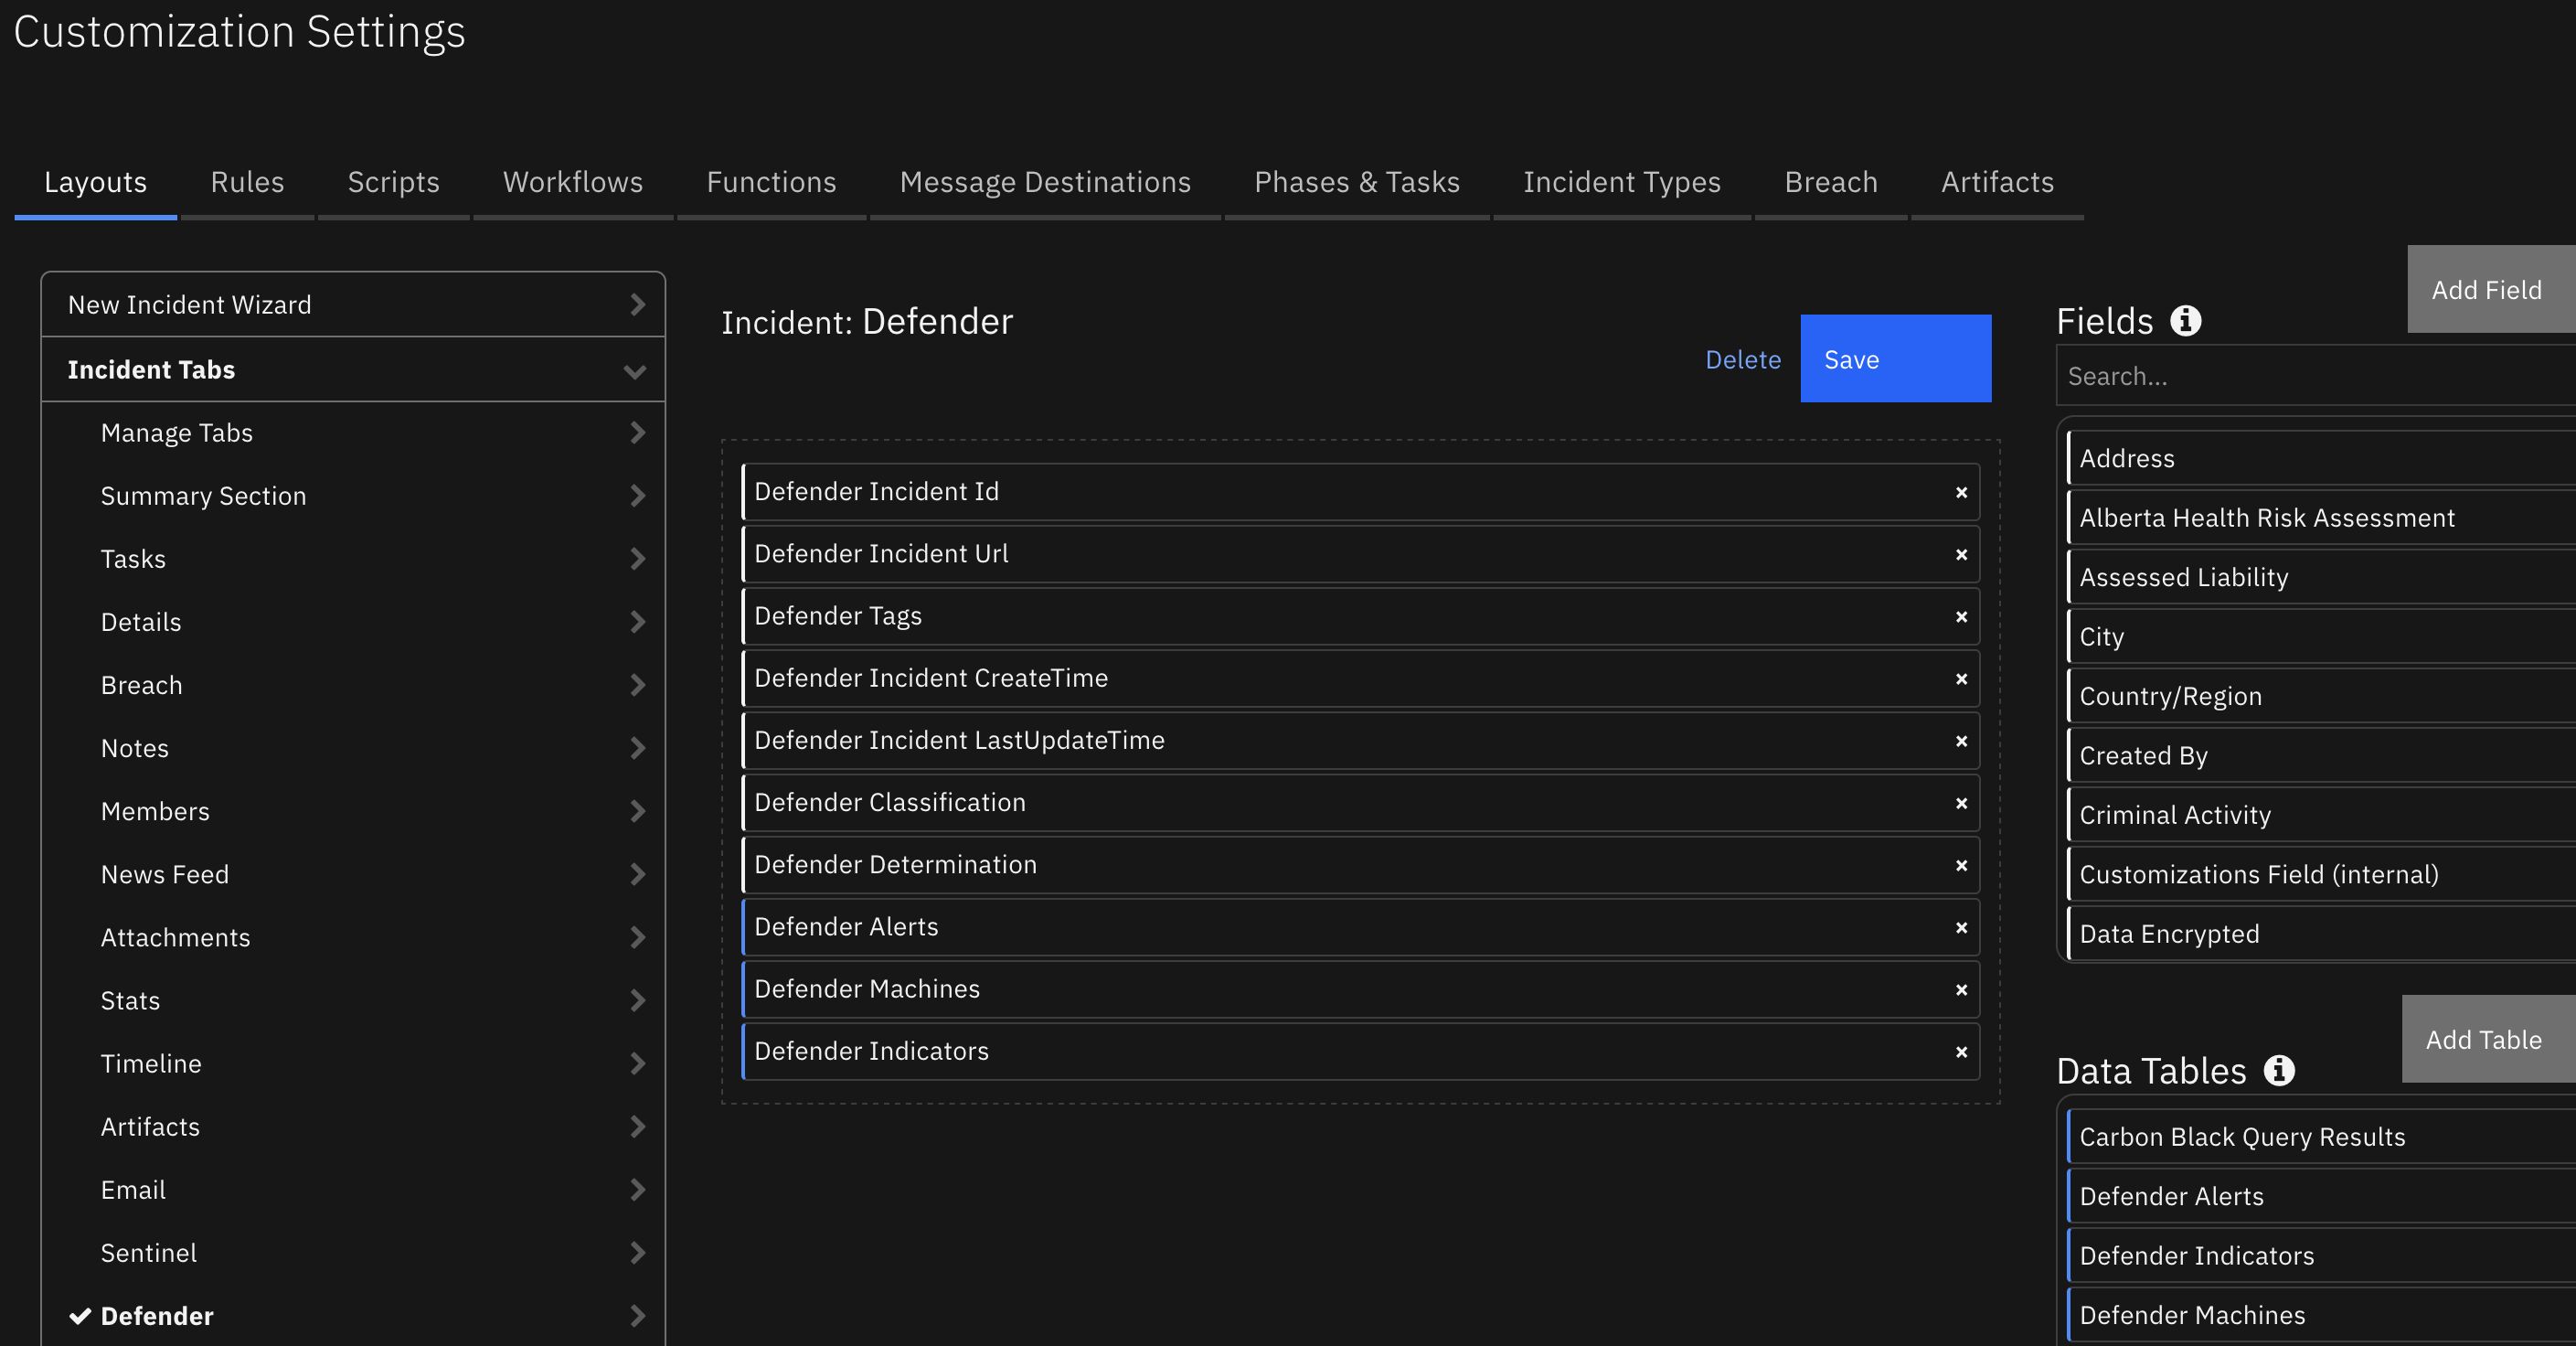 Customization Settings
Layouts Rules Scripts Workflows Functions Message Destinations Phases & Tasks Incident Types Breach Artifacts
New Incident Wizard
Incident Tabs
Manage Tabs
Summary Section
Tasks
Details
Breach
Notes
Members
News Feed
Attachments
Stats
Timeline
Artifacts
Email
Sentinel
Defender
Incident: Defender
Delete Save
Defender Incident Id
Defender Incident Url
Defender Tags
Defender Incident CreateTime
Defender Incident LastUpdateTime
Defender Classification
Defender Determination
Defender Alerts
Defender Machines
Defender Indicators
Add Field
Fields
Search...
Address
Alberta Health Risk Assessment
Assessed Liability
City
Country/Region
Created By
Criminal Activity
Customizations Field (internal)
Data Encrypted
Add Table
Data Tables
Carbon Black Query Results
Defender Alerts
Defender Indicators
Defender Machines